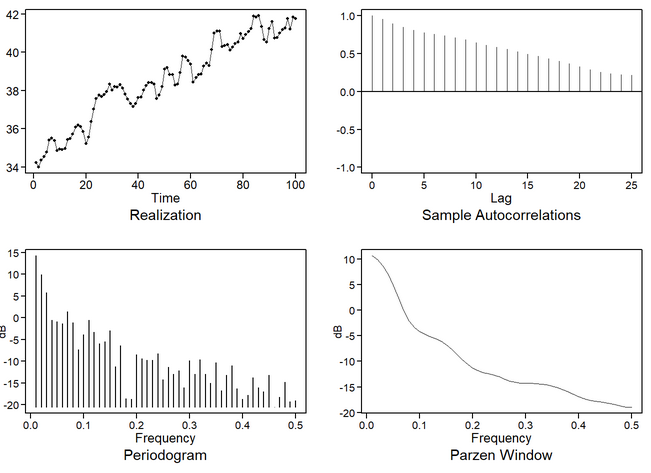 42
40
38
36
34
0 20 40 60 80 100
Time
Realization
1.0
0.5
0.0
-0.5
-1.0
0 5 10 15 20 25
Lag
Sample Autocorrelations
15
10
5
0
-5
-10
-15
-20
dB
0.0 0.1 0.2 0.3 0.4 0.5
Frequency
Periodogram
10
5
0
-5
-10
-15
-20
dB
0.0 0.1 0.2 0.3 0.4 0.5
Frequency
Parzen Window